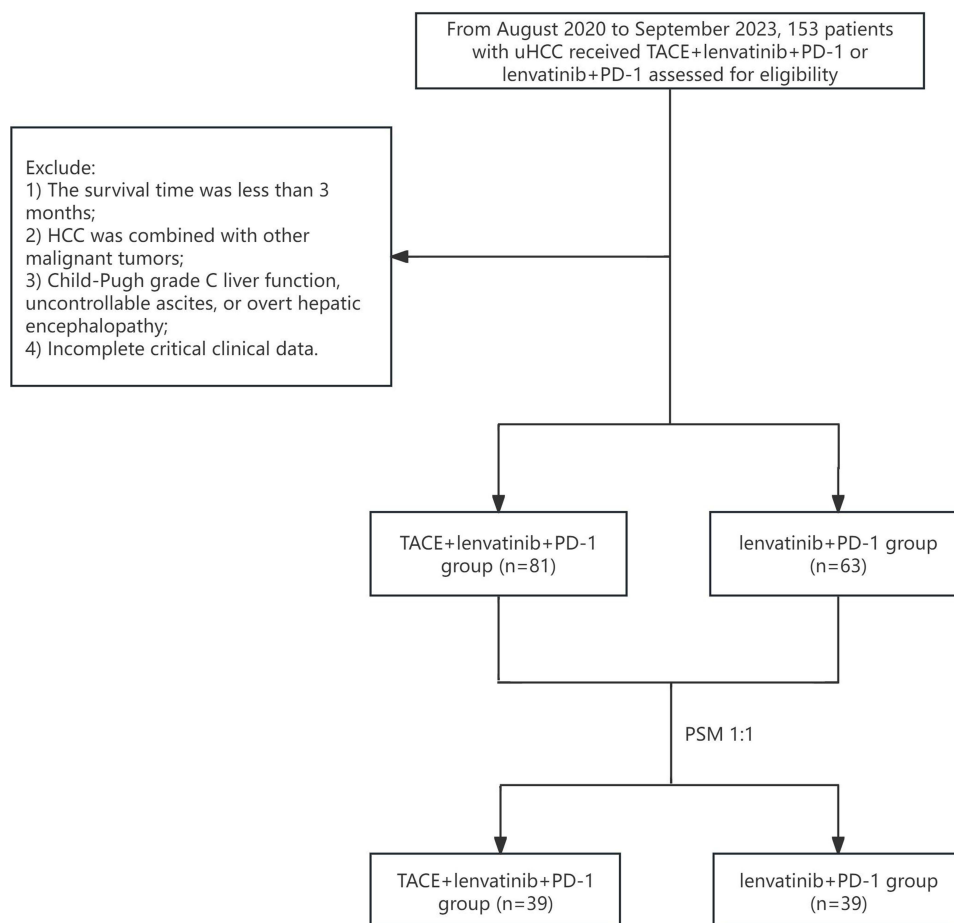 From August 2020 to September 2023, 153 patients
with uHCC received TACE+lenvatinib+PD-1 or
lenvatinib+PD-1 assessed for eligibility
Exclude:
1) The survival time was less than 3
months;
2) HCC was combined with other
malignant tumors;
3) Child-Pugh grade C liver function,
uncontrollable ascites, or overt hepatic
encephalopathy;
4) Incomplete critical clinical data.
TACE+lenvatinib+PD-1
group (n=81)
lenvatinib+PD-1 group
(n=63)
PSM 1:1
TACE+lenvatinib+PD-1
group (n=39)
lenvatinib+PD-1 group
(n=39)